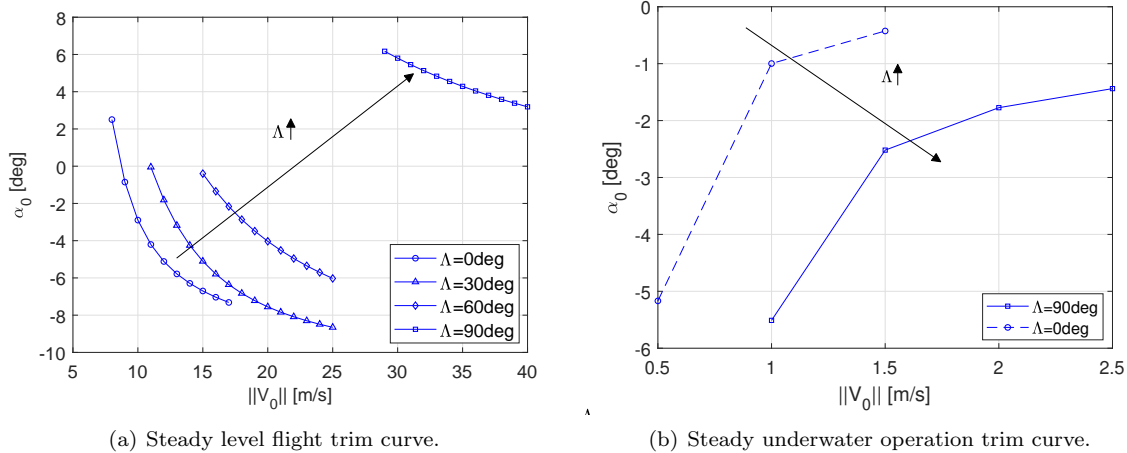 8
6
4
2
0
-2
-4
-6
-8
-10
α₀ [deg]
Λ
Λ=0deg
Λ=30deg
Λ=60deg
Λ=90deg
5 10 15 20 25 30 35 40
||V₀|| [m/s]
(a) Steady level flight trim curve.
0
-1
-2
-3
-4
-5
-6
α₀ [deg]
Λ
Λ=90deg
Λ=0deg
0.5 1 1.5 2 2.5
||V₀|| [m/s]
Λ
(b) Steady underwater operation trim curve.